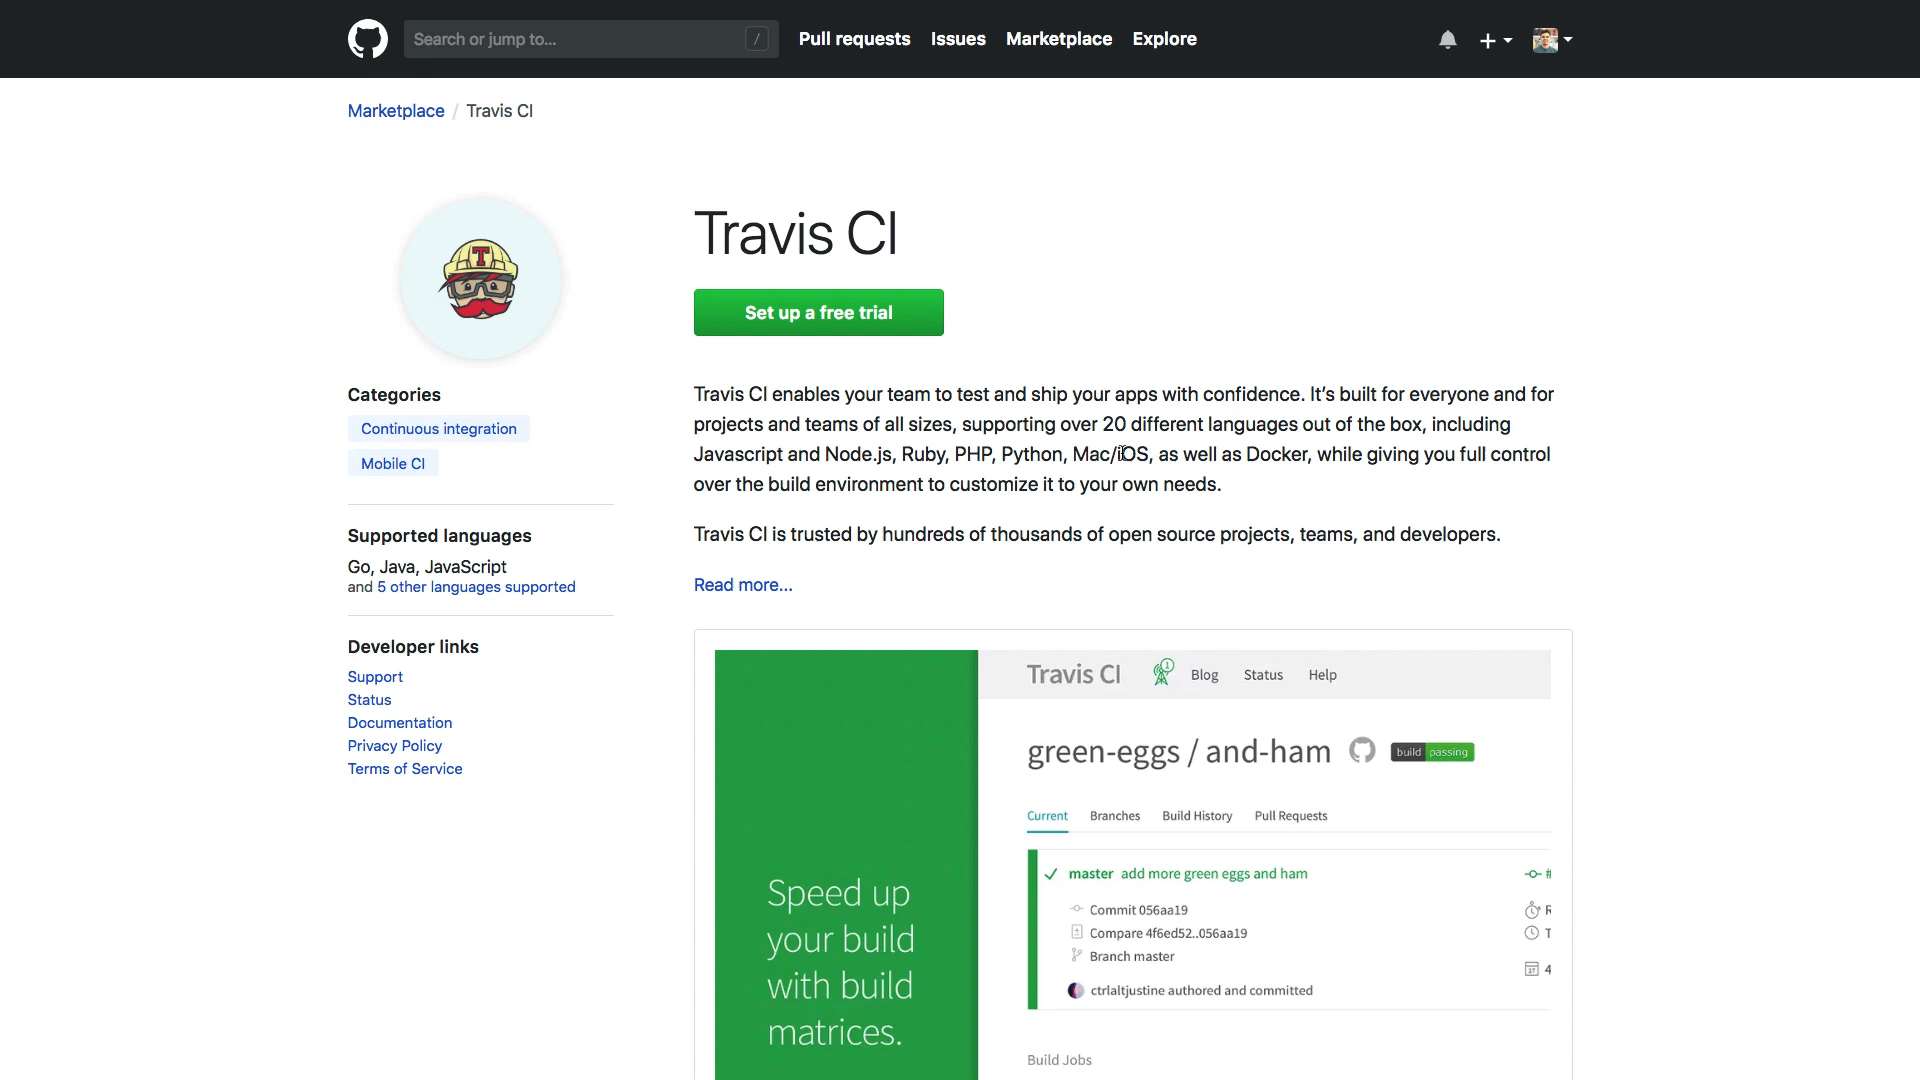 Search or jump to...
/
Pull requests
Issues
Marketplace
Explore
Marketplace / Travis CI
T
Travis CI
Set up a free trial
Categories
Continuous integration
Mobile CI
Supported languages
Go, Java, JavaScript
and 5 other languages supported
Developer links
Support
Status
Documentation
Privacy Policy
Terms of Service
Travis CI enables your team to test and ship your apps with confidence. It’s built for everyone and for
projects and teams of all sizes, supporting over 20 different languages out of the box, including
Javascript and Node.js, Ruby, PHP, Python, Mac/iOS, as well as Docker, while giving you full control
over the build environment to customize it to your own needs.
Travis CI is trusted by hundreds of thousands of open source projects, teams, and developers.
Read more...
Speed up
your build
with build
matrices.
Travis CI
1
Blog
Status
Help
green-eggs / and-ham
build passing
Current
Branches
Build History
Pull Requests
master add more green eggs and ham
#
Commit 056aa19
R
Compare 4f6ed52..056aa19
T
Branch master
27
4
ctrlaltjustine authored and committed
Build Jobs